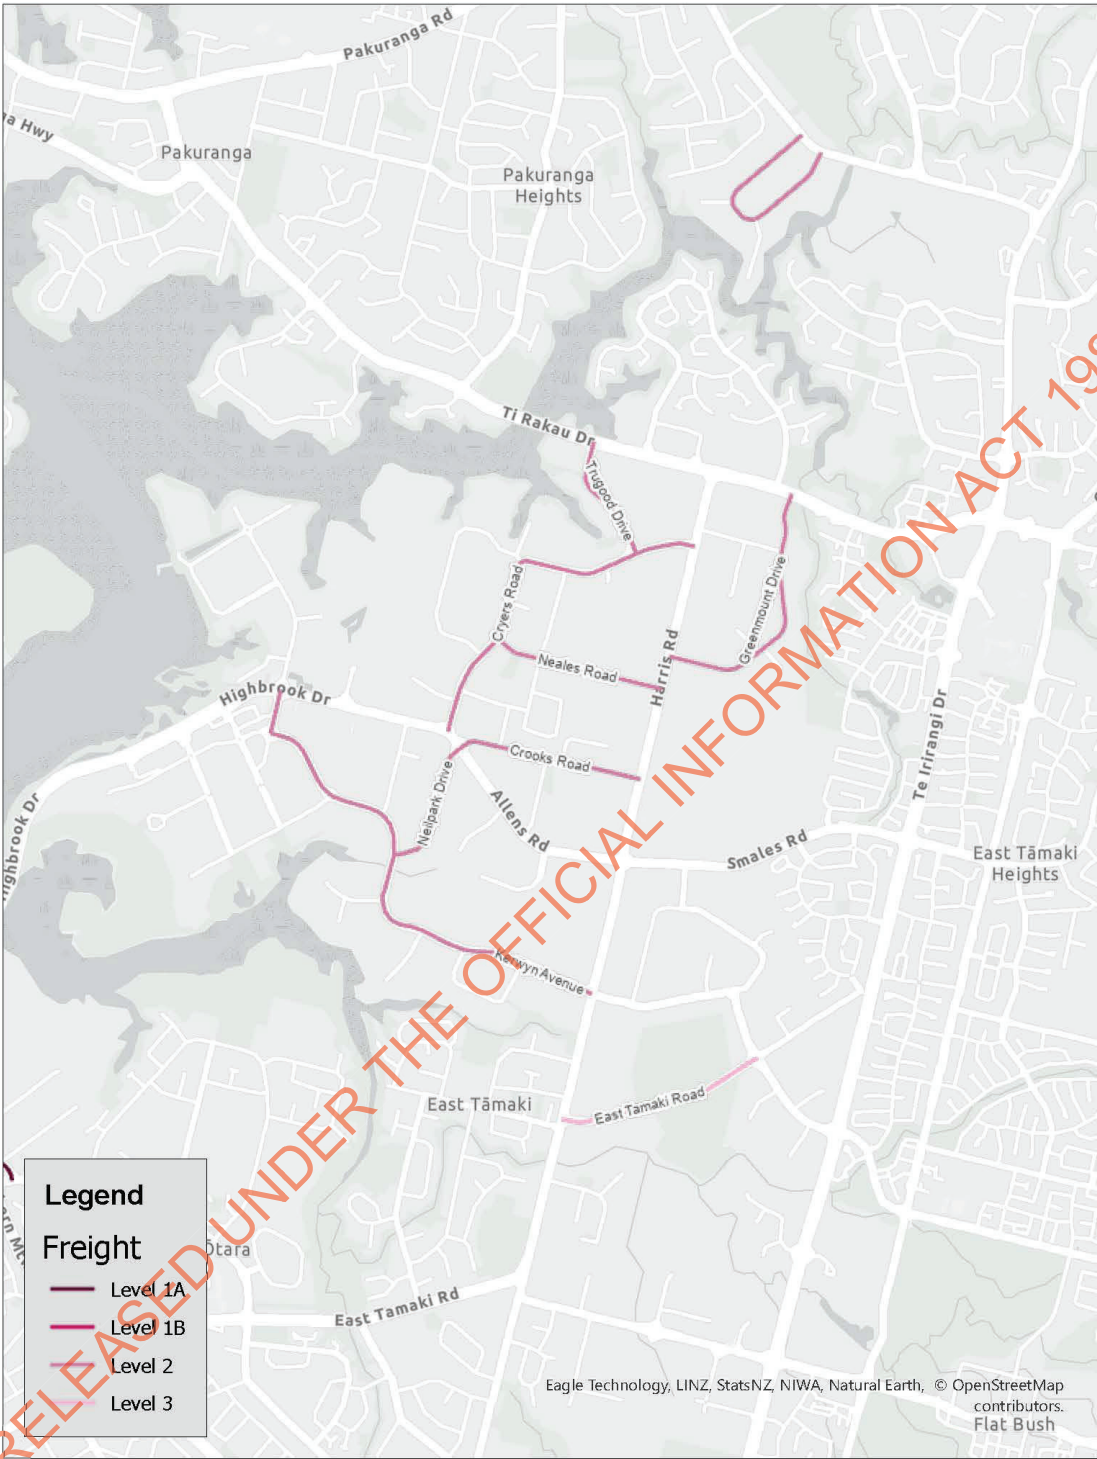 Pakuranga Rd
Hwy
Pakuranga
Pakuranga
Heights
Ti Rakau Dr
Trugood Drive
Cryers Road
Greenmount Drive
Neales Road
Harris Rd
Highbrook Dr
Crooks Road
Neilpark Drive
Allens Rd
Te Irirangi Dr
Highbrook Dr
Smales Rd
East Tāmaki
Heights
Kerwyn Avenue
East Tāmaki
East Tamaki Road
Ōtara
East Tamaki Rd
Legend
Freight
Level 1A
Level 1B
Level 2
Level 3
Eagle Technology, LINZ, StatsNZ, NIWA, Natural Earth, © OpenStreetMap
contributors.
Flat Bush
RELEASED UNDER THE OFFICIAL INFORMATION ACT